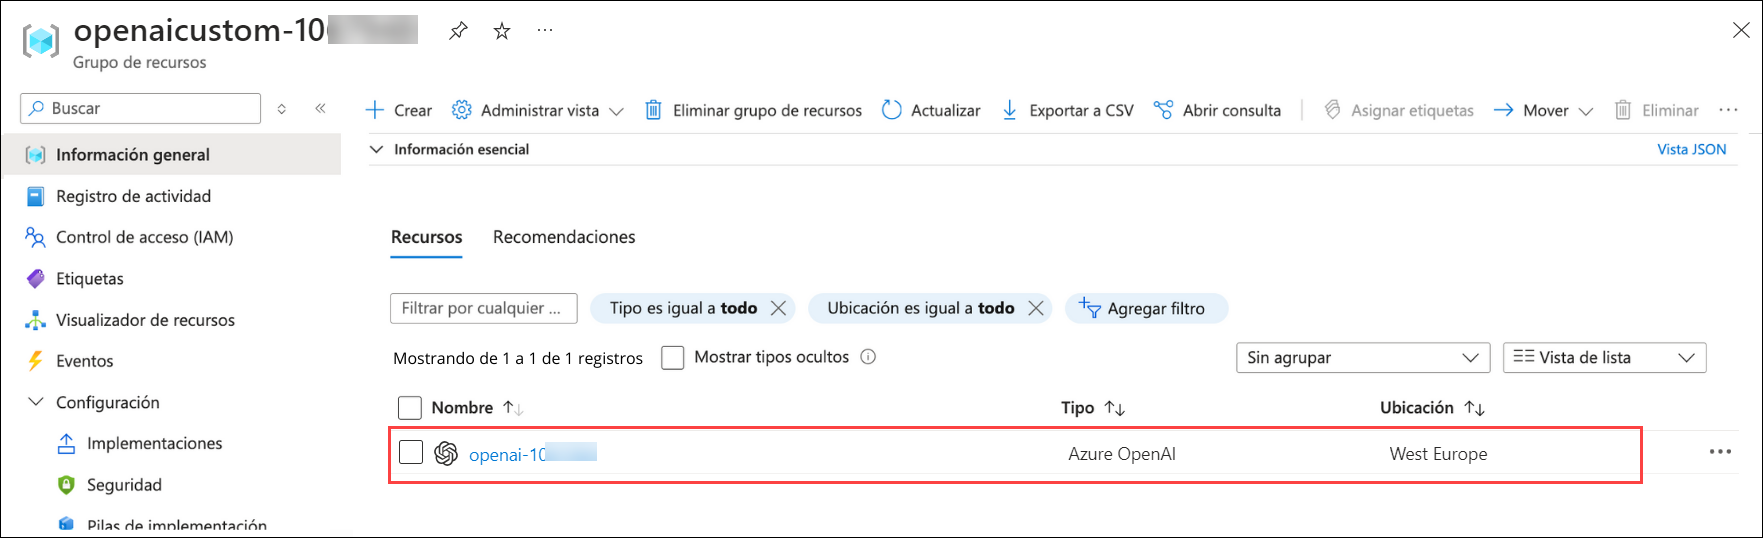 openaicustom-10
Grupo de recursos
Buscar
Crear Administrar vista Eliminar grupo de recursos Actualizar Exportar a CSV Abrir consulta Asignar etiquetas Mover Eliminar
Información esencial Vista JSON
Información general
Registro de actividad
Control de acceso (IAM)
Etiquetas
Visualizador de recursos
Eventos
Configuración
Implementaciones
Seguridad
Pilas de implementación
Recursos Recomendaciones
Filtrar por cualquier ... Tipo es igual a todo Ubicación es igual a todo Agregar filtro
Mostrando de 1 a 1 de 1 registros Mostrar tipos ocultos Sin agrupar Vista de lista
Nombre Tipo Ubicación
openai-10 Azure OpenAI West Europe